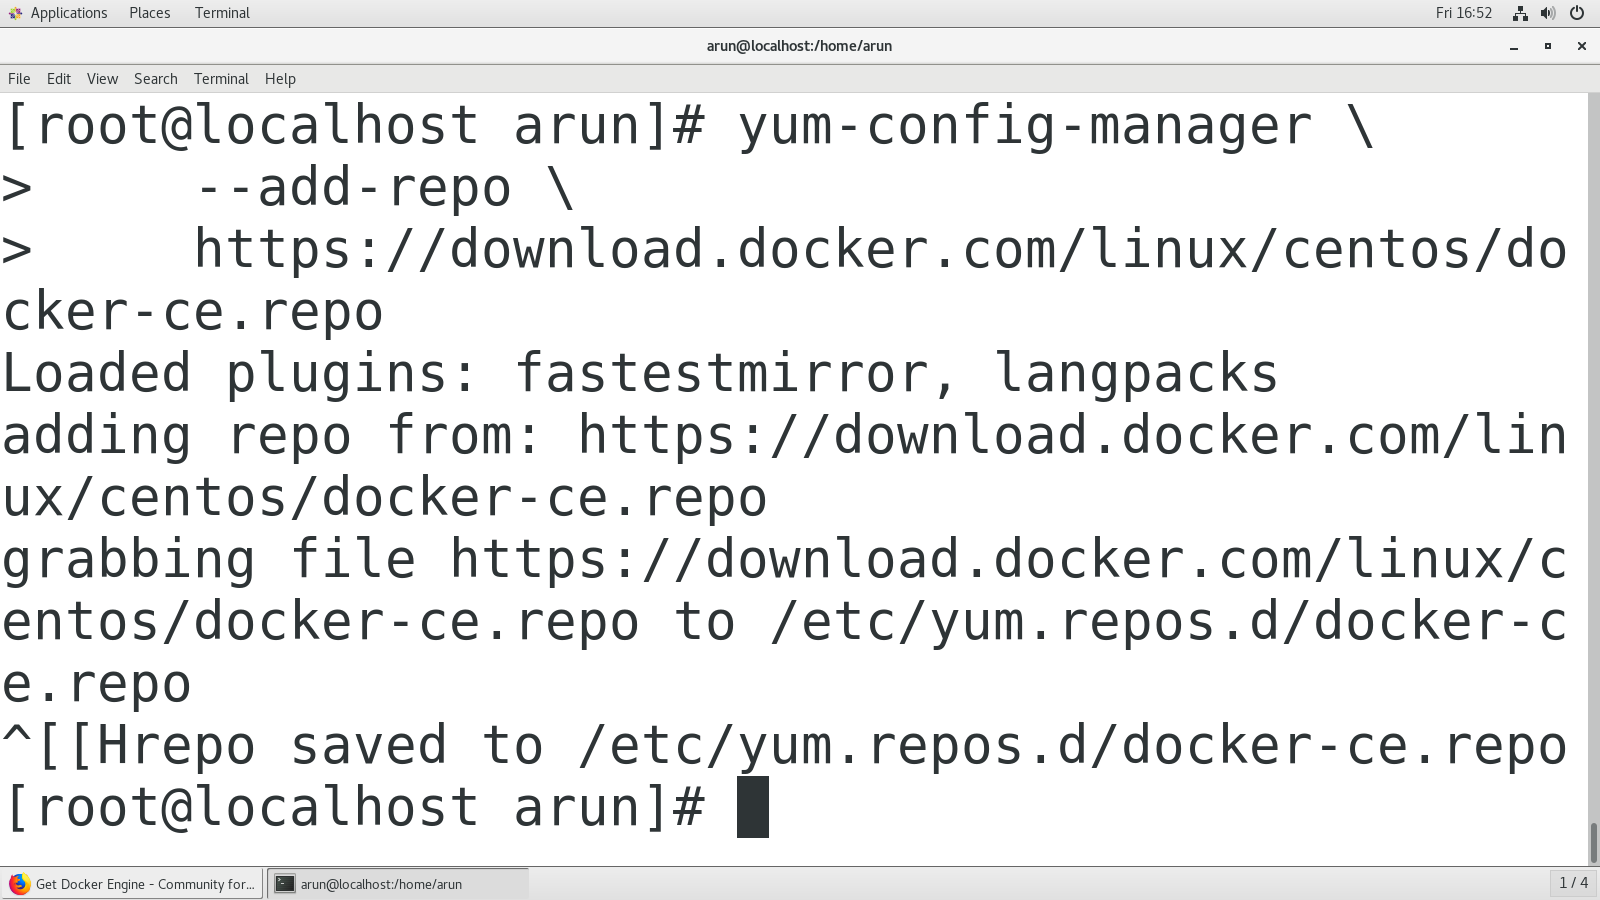 Applications Places Terminal Fri 16:52
arun@localhost:/home/arun
File Edit View Search Terminal Help
[root@localhost arun]# yum-config-manager \
>     --add-repo \
>     https://download.docker.com/linux/centos/do
cker-ce.repo
Loaded plugins: fastestmirror, langpacks
adding repo from: https://download.docker.com/lin
ux/centos/docker-ce.repo
grabbing file https://download.docker.com/linux/c
entos/docker-ce.repo to /etc/yum.repos.d/docker-c
e.repo
^[[Hrepo saved to /etc/yum.repos.d/docker-ce.repo
[root@localhost arun]#
Get Docker Engine - Community for... arun@localhost:/home/arun 1 / 4